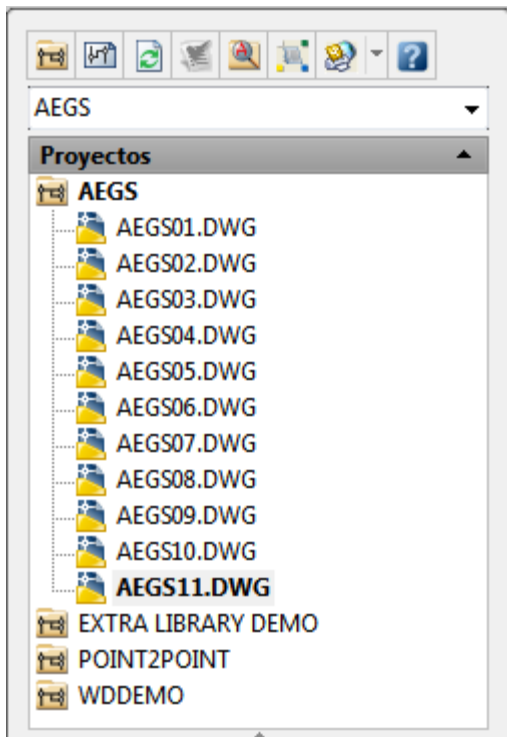 AEGS
Proyectos
AEGS
AEGS01.DWG
AEGS02.DWG
AEGS03.DWG
AEGS04.DWG
AEGS05.DWG
AEGS06.DWG
AEGS07.DWG
AEGS08.DWG
AEGS09.DWG
AEGS10.DWG
AEGS11.DWG
EXTRA LIBRARY DEMO
POINT2POINT
WDDEMO